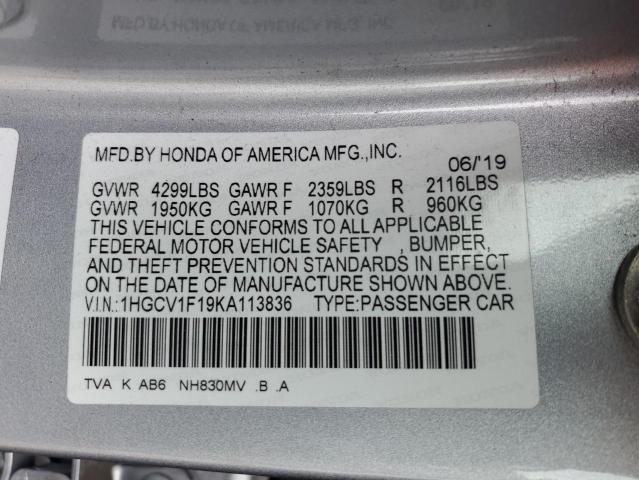 MFD.BY HONDA OF AMERICA MFG.,INC.
06/'19
GVWR 4299LBS GAWR F 2359LBS R 2116LBS
GVWR 1950KG GAWR F 1070KG R 960KG
THIS VEHICLE CONFORMS TO ALL APPLICABLE
FEDERAL MOTOR VEHICLE SAFETY , BUMPER,
AND THEFT PREVENTION STANDARDS IN EFFECT
ON THE DATE OF MANUFACTURE SHOWN ABOVE.
V.I.N.:1HGCV1F19KA113836 TYPE:PASSENGER CAR
TVA K AB6 NH830MV .B .A